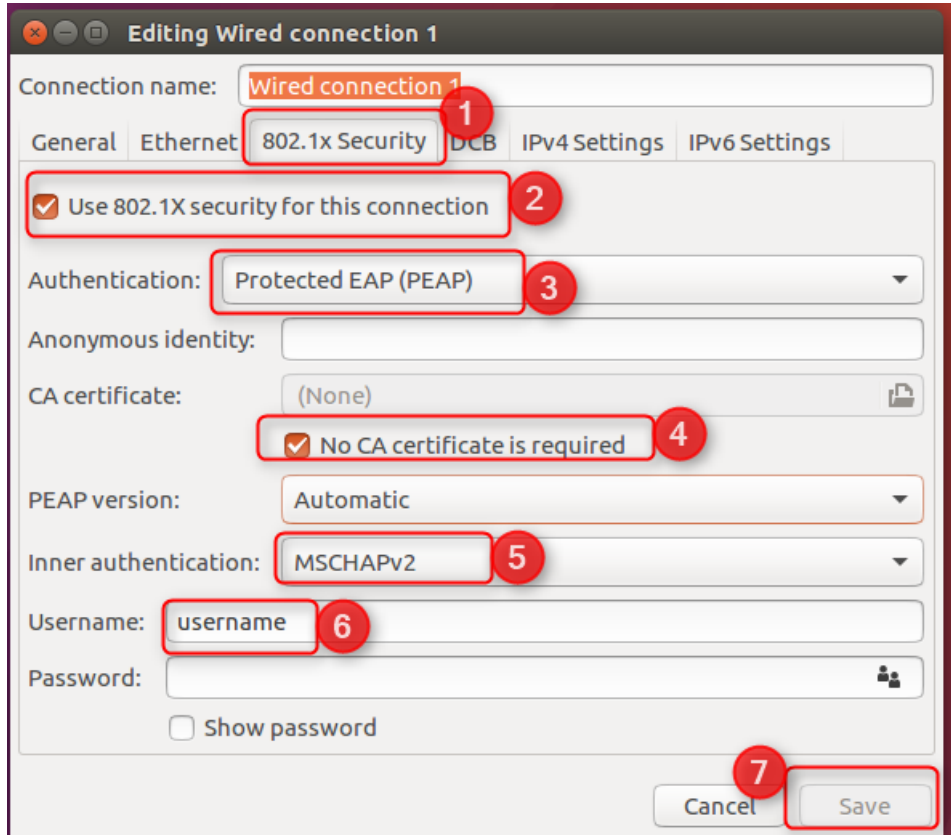 Editing Wired connection 1
Connection name: Wired connection 1
1
General Ethernet 802.1x Security DCB IPv4 Settings IPv6 Settings
Use 802.1X security for this connection 2
Authentication: Protected EAP (PEAP) 3
Anonymous identity:
CA certificate: (None)
No CA certificate is required 4
PEAP version: Automatic
Inner authentication: MSCHAPv2 5
Username: username 6
Password:
Show password
7
Cancel Save